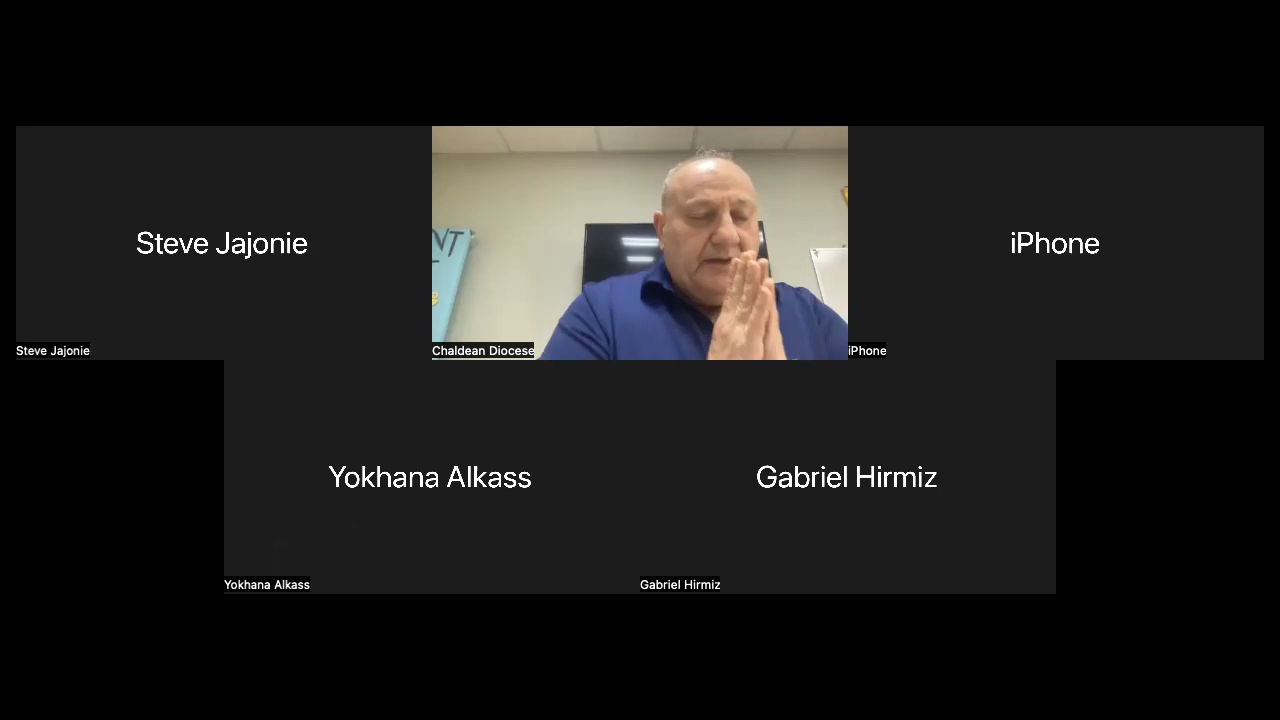 Steve Jajonie
iPhone
Steve Jajonie
Chaldean Diocese
iPhone
Yokhana Alkass
Gabriel Hirmiz
Yokhana Alkass
Gabriel Hirmiz